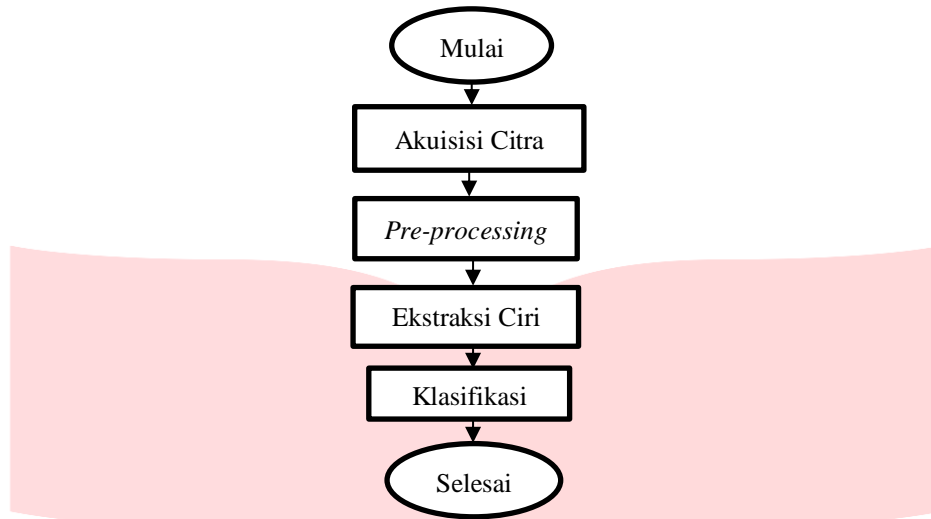 Mulai
Akuisisi Citra
Pre-processing
Ekstraksi Ciri
Klasifikasi
Selesai